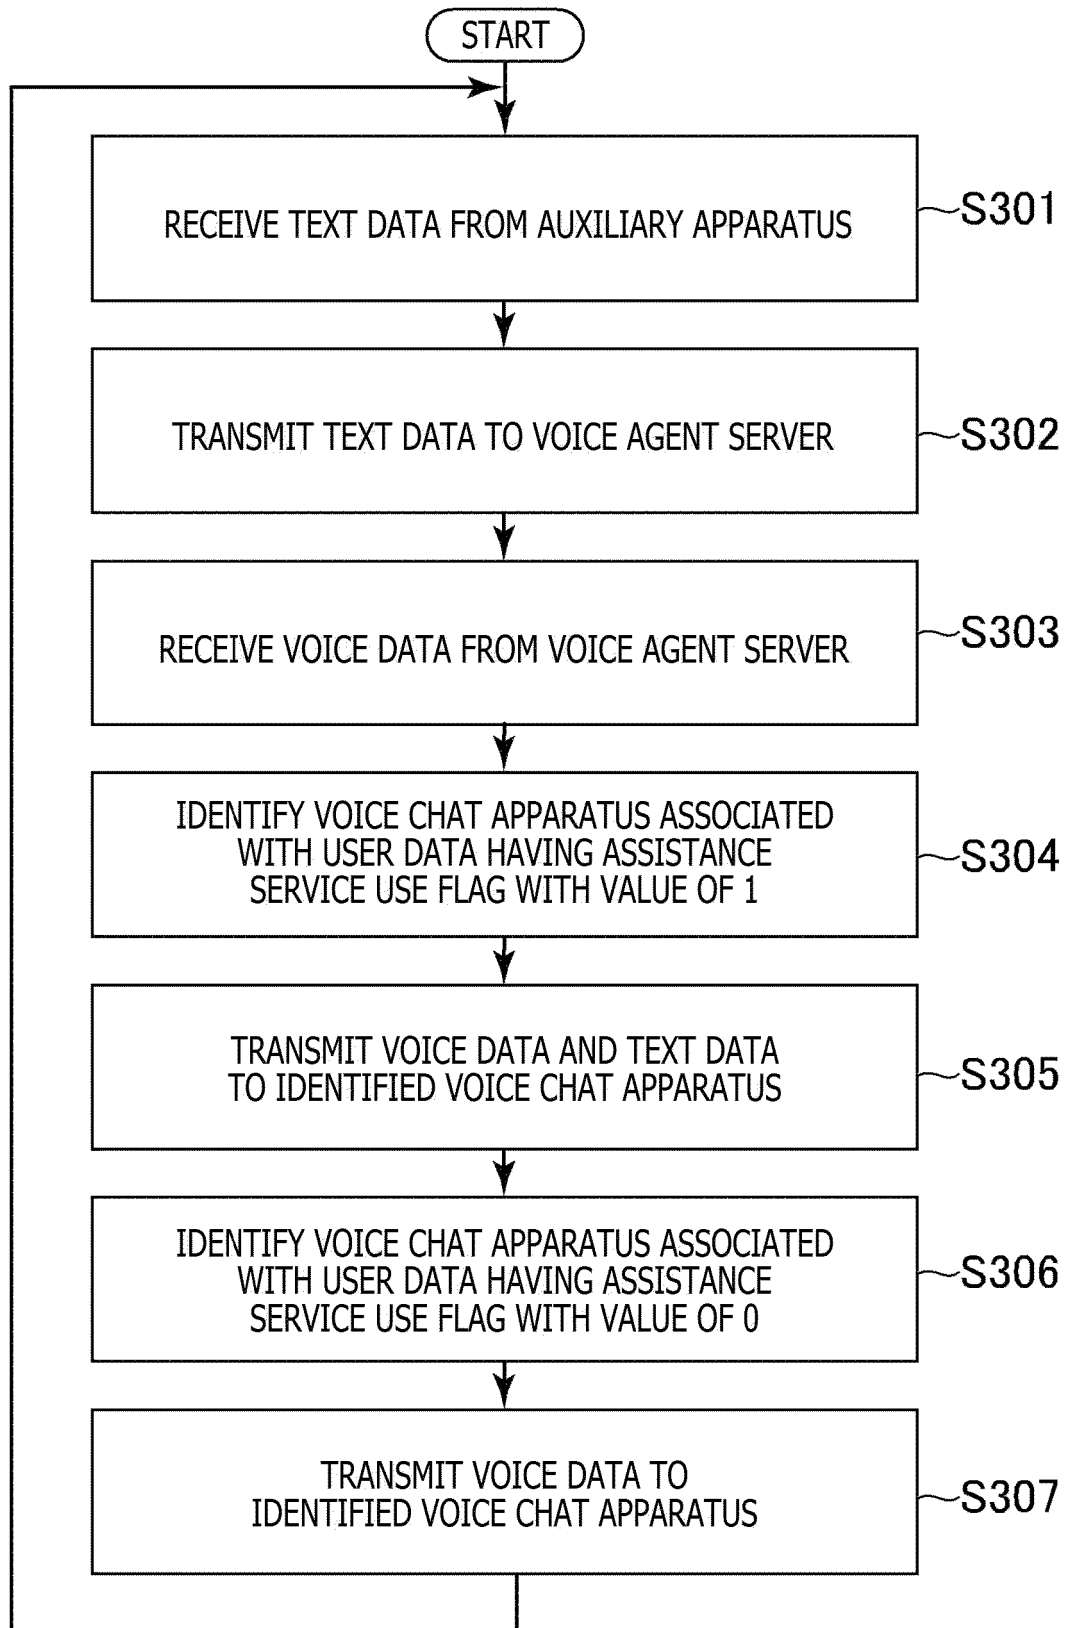 START
RECEIVE TEXT DATA FROM AUXILIARY APPARATUS
S301
TRANSMIT TEXT DATA TO VOICE AGENT SERVER
S302
RECEIVE VOICE DATA FROM VOICE AGENT SERVER
S303
IDENTIFY VOICE CHAT APPARATUS ASSOCIATED
WITH USER DATA HAVING ASSISTANCE
SERVICE USE FLAG WITH VALUE OF 1
S304
TRANSMIT VOICE DATA AND TEXT DATA
TO IDENTIFIED VOICE CHAT APPARATUS
S305
IDENTIFY VOICE CHAT APPARATUS ASSOCIATED
WITH USER DATA HAVING ASSISTANCE
SERVICE USE FLAG WITH VALUE OF 0
S306
TRANSMIT VOICE DATA TO
IDENTIFIED VOICE CHAT APPARATUS
S307